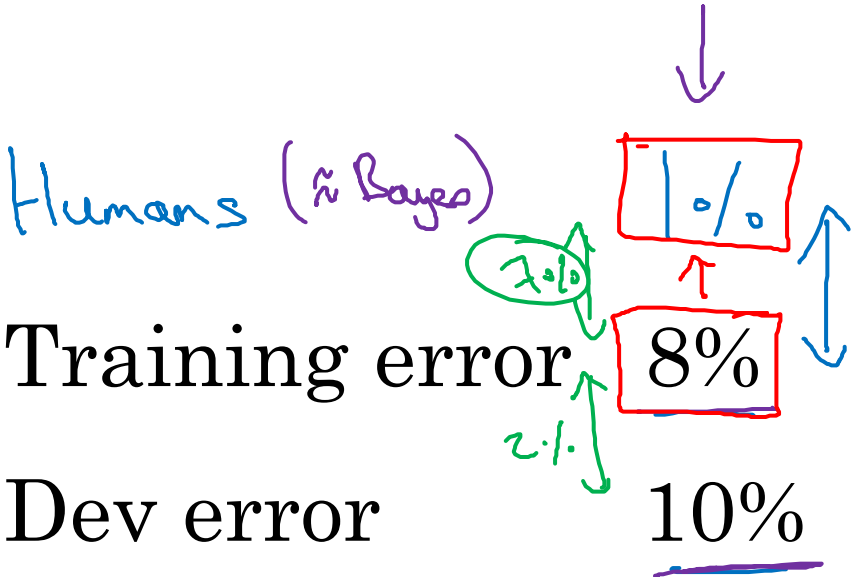 Humans (≈ Bayes) 1%
7%
Training error 8%
2%
Dev error 10%